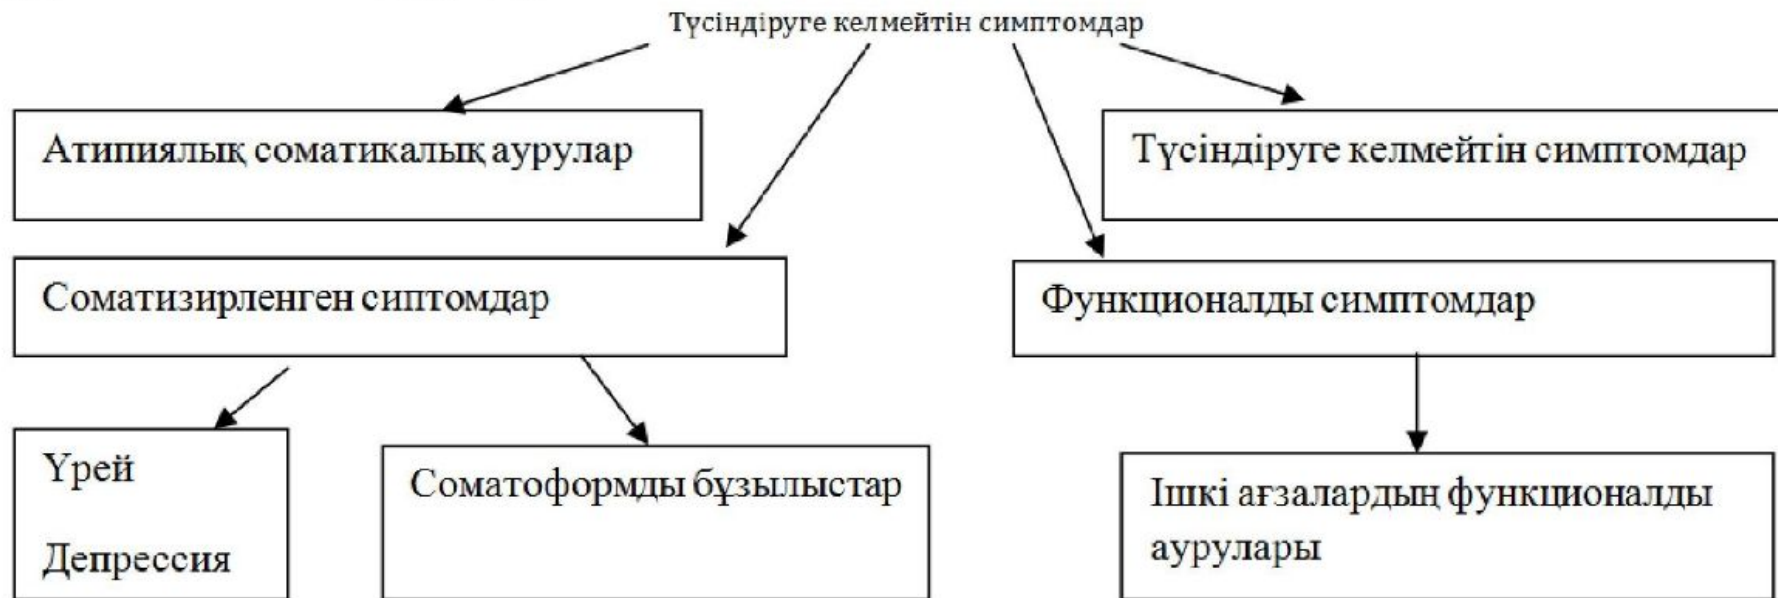 Түсіндіруге келмейтін симптомдар
Атипиялық соматикалық аурулар
Түсіндіруге келмейтін симптомдар
Соматизирленген сиптомдар
Функционалды симптомдар
Үрей
Депрессия
Соматоформды бұзылыстар
Ішкі ағзалардың функционалды
аурулары